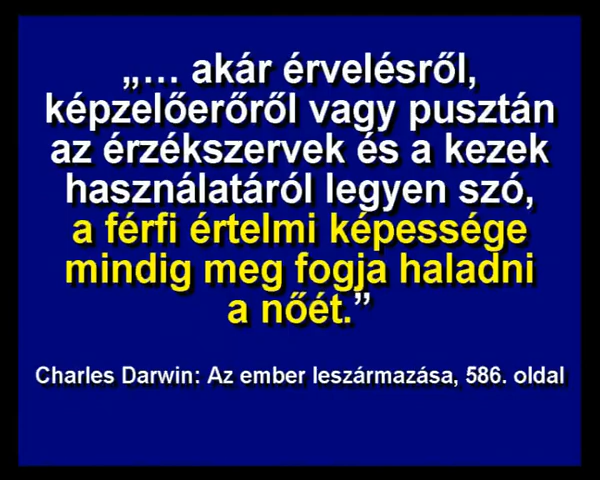 „… akár érvelésről,
képzelőerőről vagy pusztán
az érzékszervek és a kezek
használatáról legyen szó,
a férfi értelmi képessége
mindig meg fogja haladni
a nőét.”
Charles Darwin: Az ember leszármazása, 586. oldal